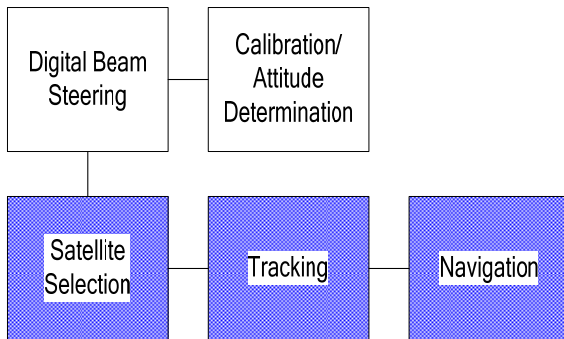 Digital Beam
Steering
Calibration/
Attitude
Determination
Satellite
Selection
Tracking
Navigation